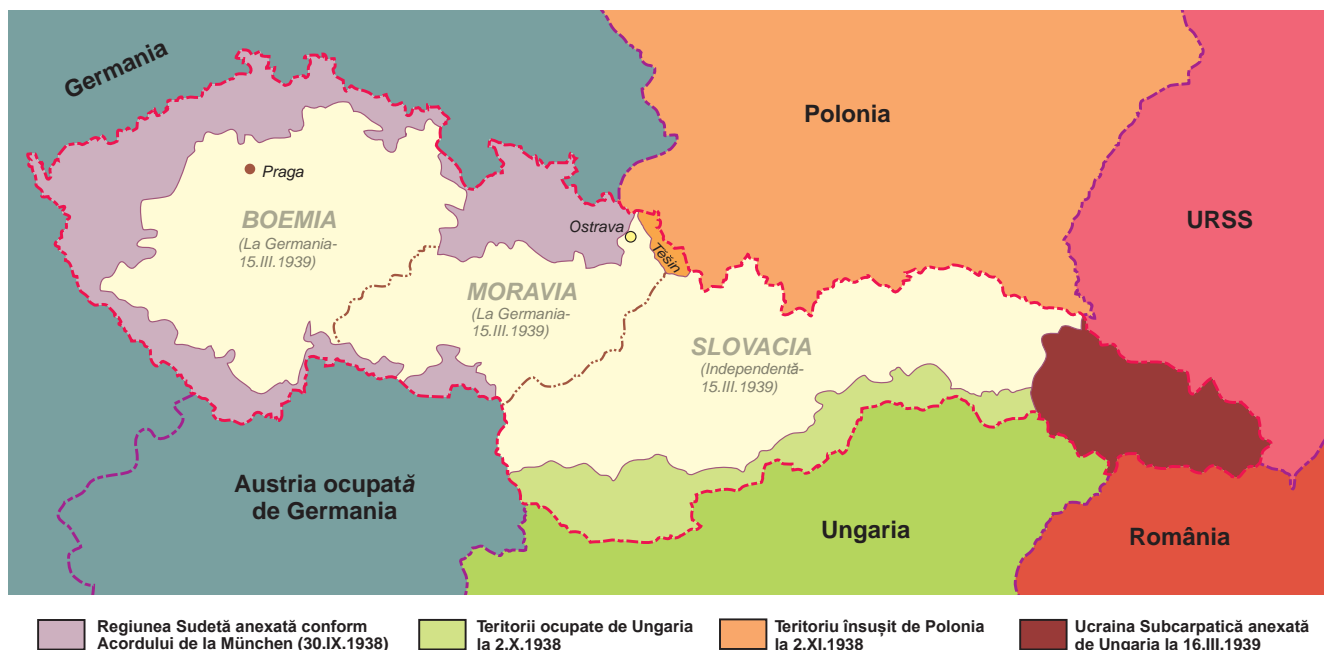 Germania
Polonia
URSS
Praga
BOEMIA
(La Germania-
15.III.1939)
Ostrava
Těšin
MORAVIA
(La Germania-
15.III.1939)
SLOVACIA
(Independentă-
15.III.1939)
Austria ocupată
de Germania
Ungaria
România
Regiunea Sudetă anexată conform
Acordului de la München (30.IX.1938)
Teritorii ocupate de Ungaria
la 2.X.1938
Teritoriu însușit de Polonia
la 2.XI.1938
Ucraina Subcarpatică anexată
de Ungaria la 16.III.1939